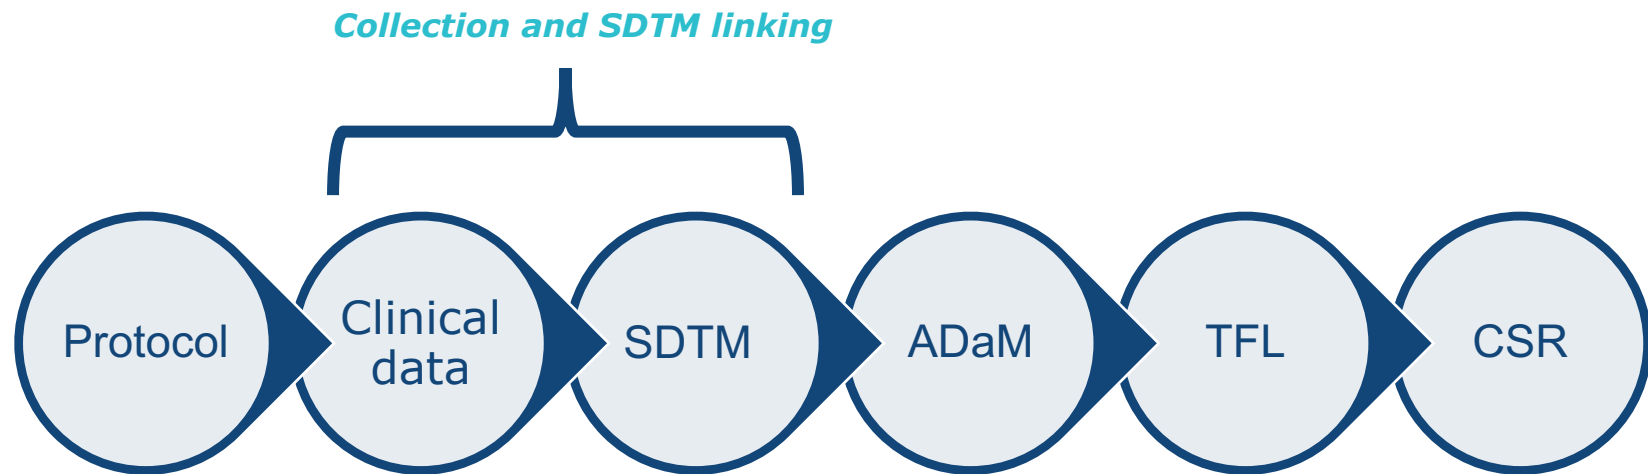 Collection and SDTM linking
Protocol
Clinical
data
SDTM
ADaM
TFL
CSR